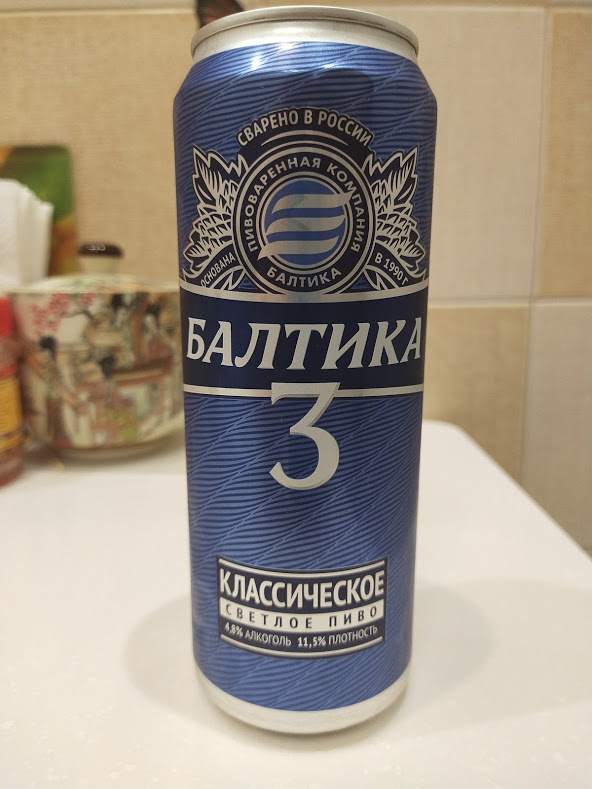 СВАРЕНО В РОССИИ
ПИВОВАРЕННАЯ КОМПАНИЯ
БАЛТИКА
ОСНОВАНА В 1990 Г
БАЛТИКА
3
КЛАССИЧЕСКОЕ
СВЕТЛОЕ ПИВО
4,8% АЛКОГОЛЬ 11,5% ПЛОТНОСТЬ